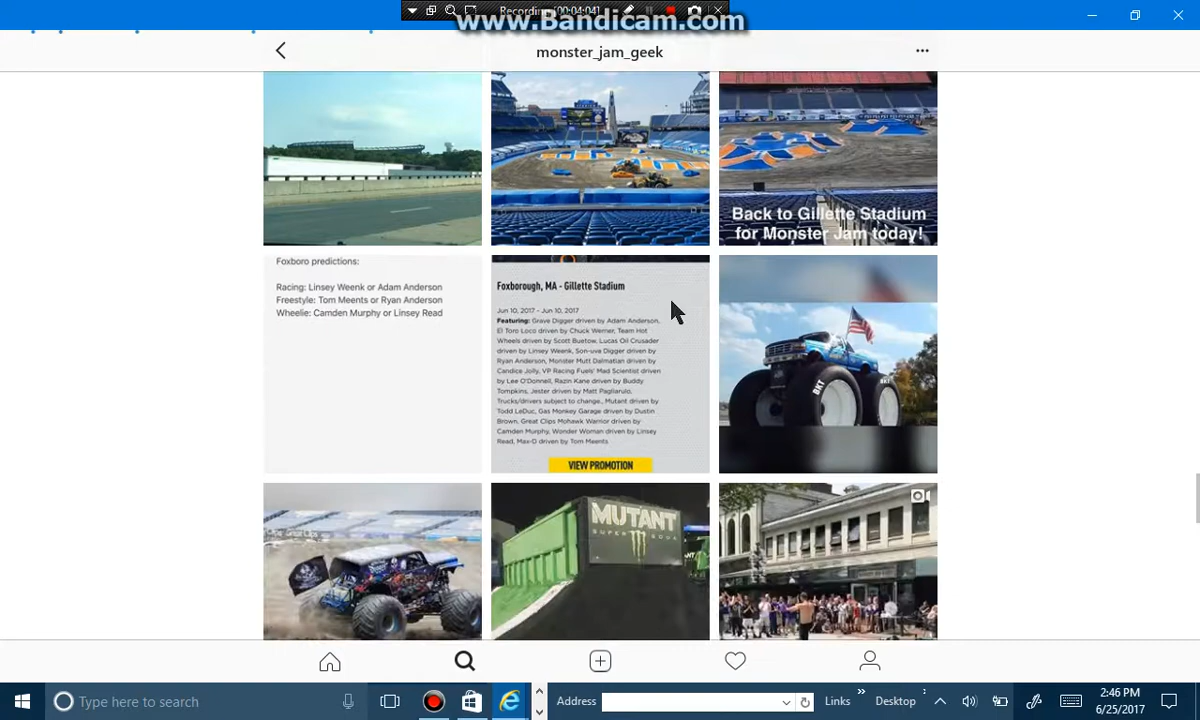 Recording [00:04:04]
www.Bandicam.com
monster_jam_geek
Back to Gillette Stadium
for Monster Jam today!
Foxboro predictions:
Racing: Linsey Weenk or Adam Anderson
Freestyle: Tom Meents or Ryan Anderson
Wheelie: Camden Murphy or Linsey Read
Foxborough, MA - Gillette Stadium
Jun 10, 2017 - Jun 10, 2017
Featuring: Grave Digger driven by Adam Anderson,
El Toro Loco driven by Chuck Werner, Team Hot
Wheels driven by Scott Buetow, Lucas Oil Crusader
driven by Linsey Weenk, Son-uva Digger driven by
Ryan Anderson, Monster Mutt Dalmatian driven by
Candice Jolly, VP Racing Fuels' Mad Scientist driven
by Lee O'Donnell, Razin Kane driven by Buddy
Tompkins, Jester driven by Matt Pagliarulo,
Trucks/drivers subject to change., Mutant driven by
Todd LeDuc, Gas Monkey Garage driven by Dustin
Brown, Great Clips Mohawk Warrior driven by
Camden Murphy, Wonder Woman driven by Linsey
Read, Max-D driven by Tom Meents
VIEW PROMOTION
BKT
BKT
MUTANT
Type here to search
Address
Links
Desktop
2:46 PM
6/25/2017